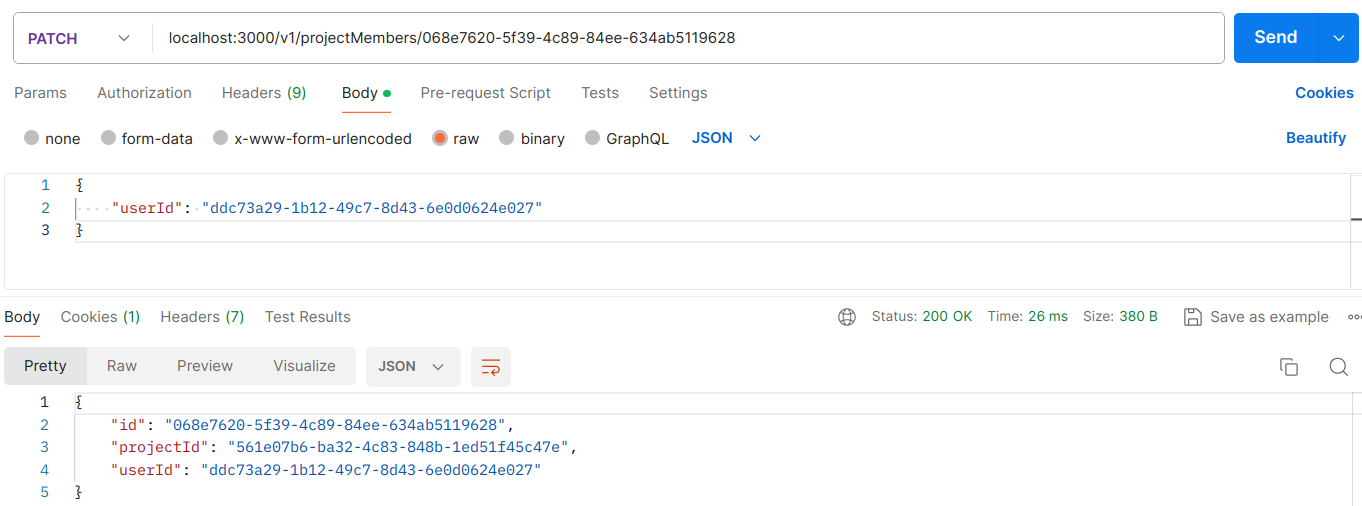 PATCH localhost:3000/v1/projectMembers/068e7620-5f39-4c89-84ee-634ab5119628 Send
Params Authorization Headers (9) Body Pre-request Script Tests Settings Cookies
none form-data x-www-form-urlencoded raw binary GraphQL JSON Beautify
1 {
2 "userId": "ddc73a29-1b12-49c7-8d43-6e0d0624e027"
3 }
Body Cookies (1) Headers (7) Test Results Status: 200 OK Time: 26 ms Size: 380 B Save as example
Pretty Raw Preview Visualize JSON
1 {
2 "id": "068e7620-5f39-4c89-84ee-634ab5119628",
3 "projectId": "561e07b6-ba32-4c83-848b-1ed51f45c47e",
4 "userId": "ddc73a29-1b12-49c7-8d43-6e0d0624e027"
5 }